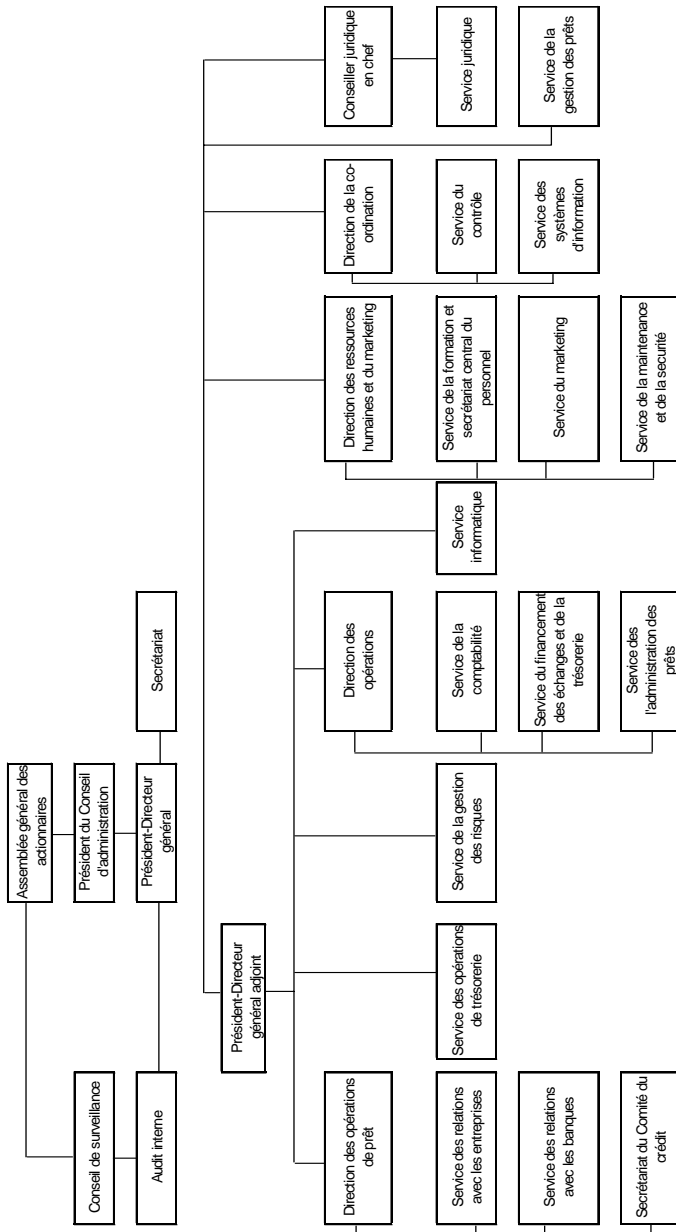 Assemblée général des
actionnaires
Conseil de surveillance
Président du Conseil
d'administration
Audit interne
Président-Directeur
général
Secrétariat
Président-Directeur
général adjoint
Direction des opérations
de prêt
Service des relations
avec les entreprises
Service des relations
avec les banques
Secrétariat du Comité du
crédit
Service des opérations
de trésorerie
Service de la gestion
des risques
Direction des
opérations
Service de la
comptabilité
Service du financement
des échanges et de la
trésorerie
Service des
l'administration des
prêts
Service
informatique
Direction des ressources
humaines et du marketing
Service de la formation et
secrétariat central du
personnel
Service du marketing
Service de la maintenance
et de la securité
Direction de la co-
ordination
Service du
contrôle
Service des
systèmes
d'information
Conseiller juridique
en chef
Service juridique
Service de la
gestion des prêts